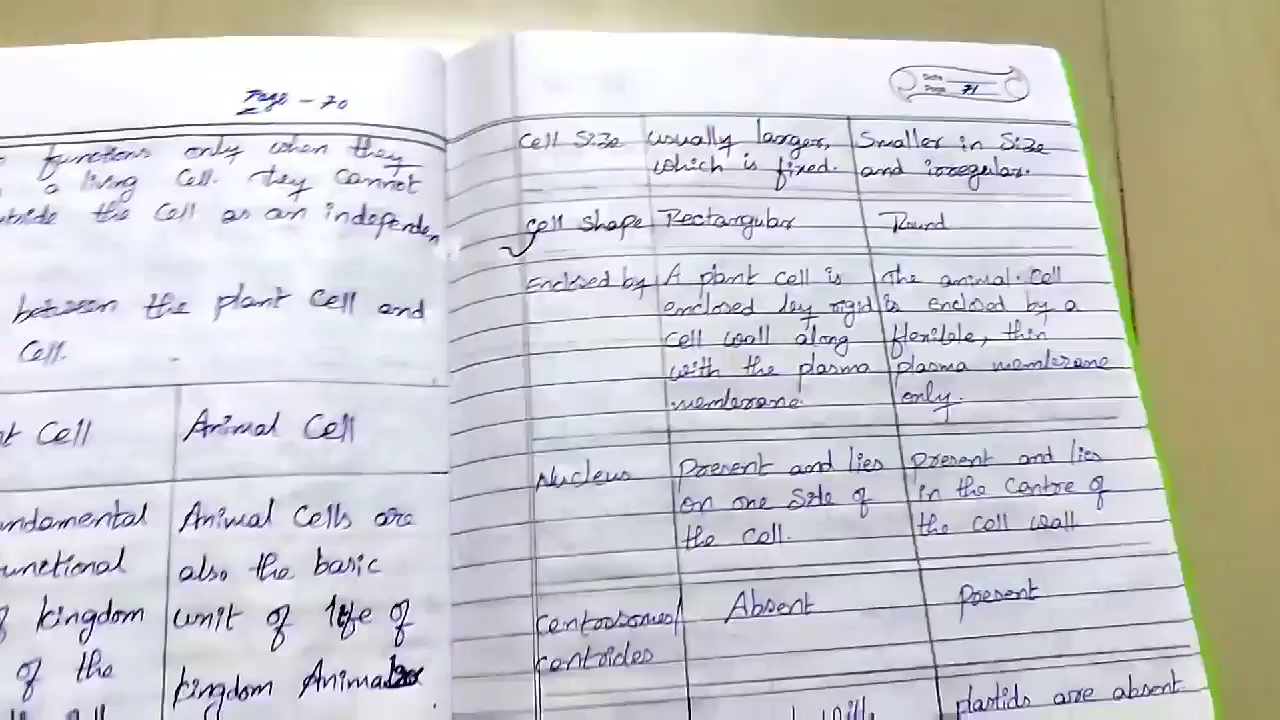 Page - 70
functions only when they
a living cell. they cannot
outside the cell as an independen
between the plant cell and
cell.
Cell
Animal Cell
Animal cells are
also the basic
kingdom
unit of life of
of the
kingdom Animal
Date
Page 71
Cell Size
usually larger,
which is fixed.
Smaller in Size
and irregular.
Cell shape
Rectangular
Round
Enclosed by
A plant cell is
enclosed by rigid
cell wall along
with the plasma
membrane.
the animal cell
is enclosed by a
flexible, thin
plasma membrane
only.
Nucleus
Present and lies
on one side of
the cell.
present and lies
in the centre of
the cell wall
Centrosomes/
Centroides
Absent
present
plastids are absent